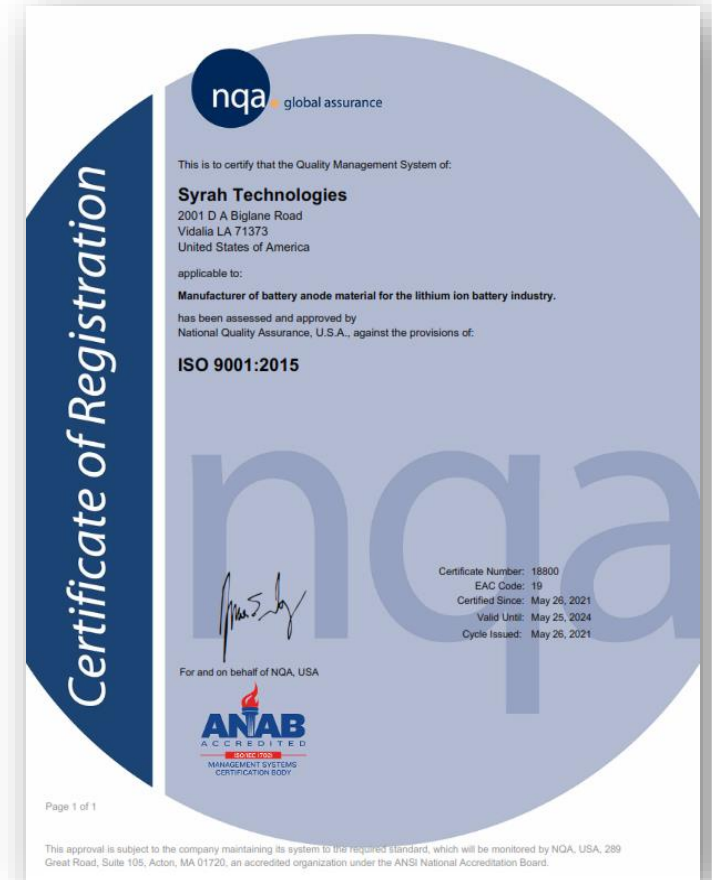 Certificate of Registration
nqa. global assurance
This is to certify that the Quality Management System of:
Syrah Technologies
2001 D A Biglane Road
Vidalia LA 71373
United States of America
applicable to:
Manufacturer of battery anode material for the lithium ion battery industry.
has been assessed and approved by
National Quality Assurance, U.S.A., against the provisions of:
ISO 9001:2015
nqa
Certificate Number: 18800
EAC Code: 19
Certified Since: May 26, 2021
Valid Until: May 25, 2024
Cycle Issued: May 26, 2021
For and on behalf of NQA, USA
ANAB
ACCREDITED
ISO/IEC 17021
MANAGEMENT SYSTEMS
CERTIFICATION BODY
Page 1 of 1
This approval is subject to the company maintaining its system to the required standard, which will be monitored by NQA, USA, 289
Great Road, Suite 105, Acton, MA 01720, an accredited organization under the ANSI National Accreditation Board.